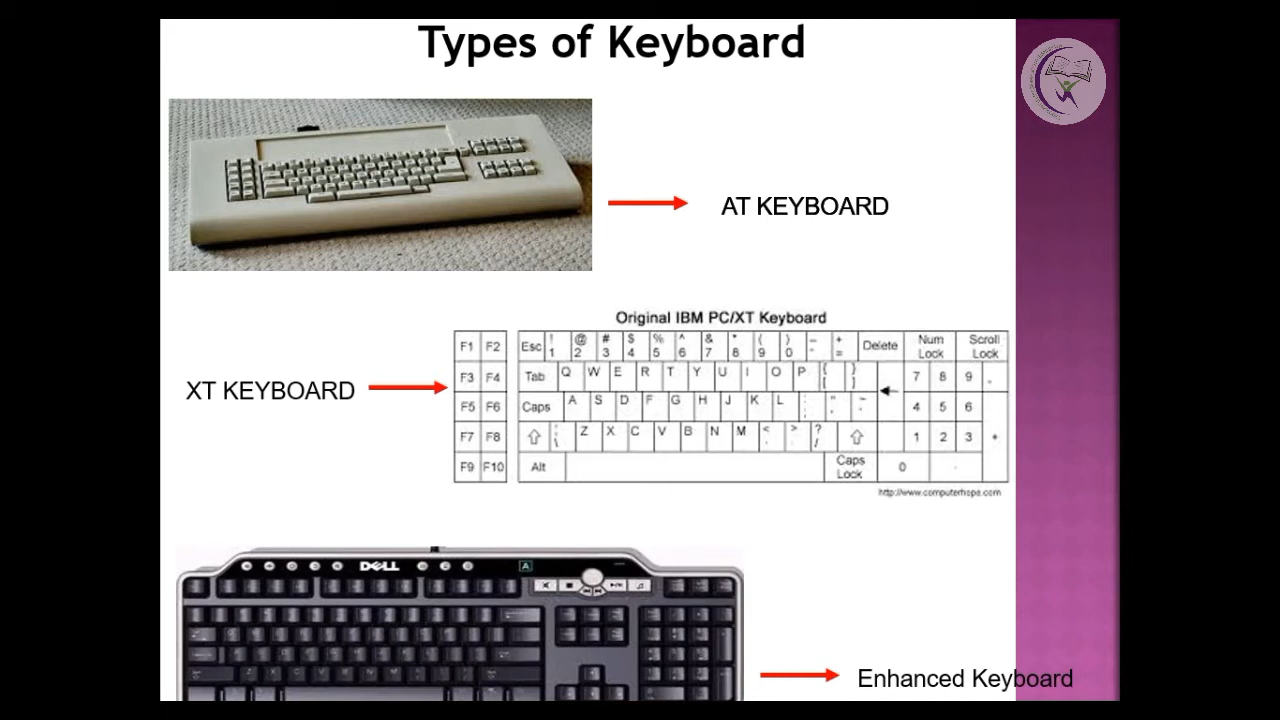 Types of Keyboard
AT KEYBOARD
Original IBM PC/XT Keyboard
XT KEYBOARD
F1 F2 Esc ! 1 @ 2 # 3 $ 4 % 5 ^ 6 & 7 * 8 ( 9 ) 0 + = Delete Num Lock Scroll Lock
F3 F4 Tab Q W E R T Y U I O P { [ } ] 7 8 9
F5 F6 Caps A S D F G H J K L 4 5 6
F7 F8 Z X C V B N M < > ? / 1 2 3 +
F9 F10 Alt Caps Lock 0
http://www.computerhope.com
DELL
A
Enhanced Keyboard